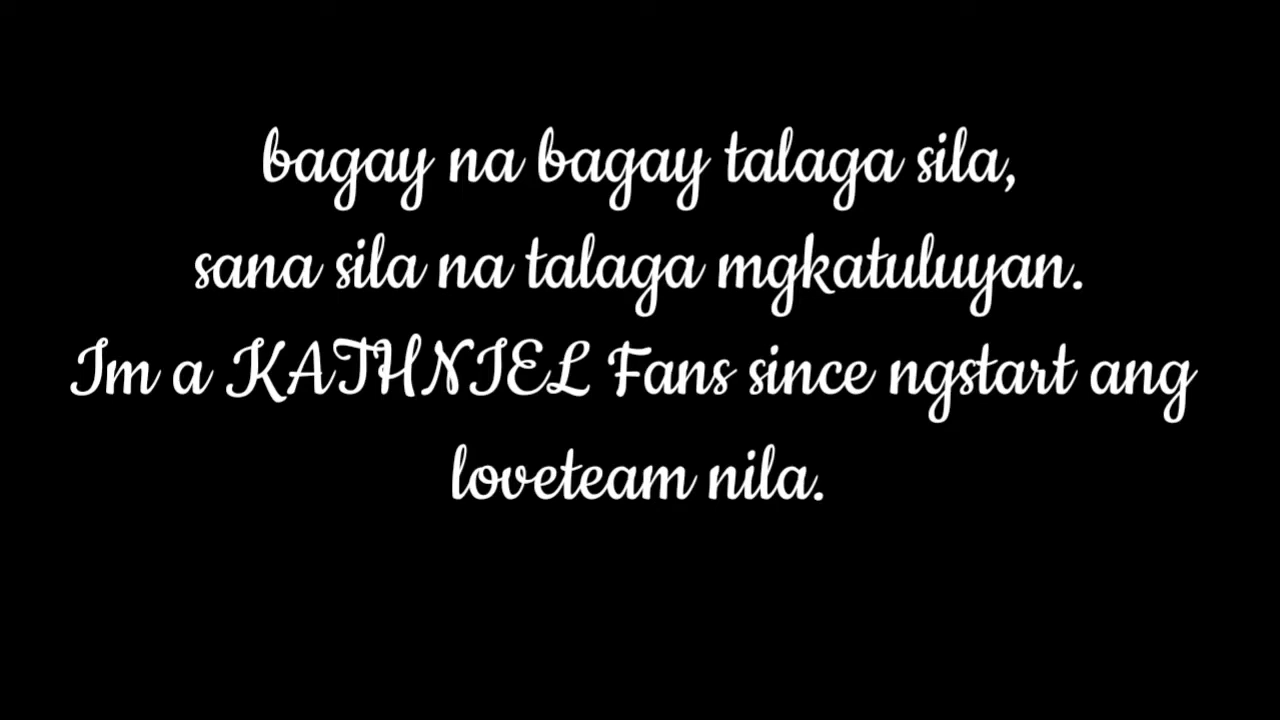 bagay na bagay talaga sila,
sana sila na talaga mgkatuluyan.
Im a KATHNIEL Fans since ngstart ang
loveteam nila.